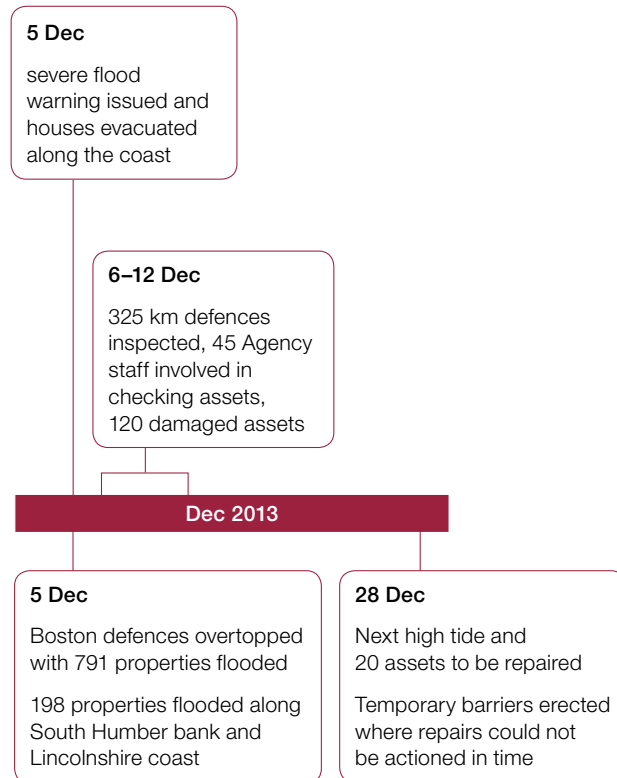 5 Dec
severe flood
warning issued and
houses evacuated
along the coast
6–12 Dec
325 km defences
inspected, 45 Agency
staff involved in
checking assets,
120 damaged assets
Dec 2013
5 Dec
Boston defences overtopped
with 791 properties flooded
198 properties flooded along
South Humber bank and
Lincolnshire coast
28 Dec
Next high tide and
20 assets to be repaired
Temporary barriers erected
where repairs could not
be actioned in time